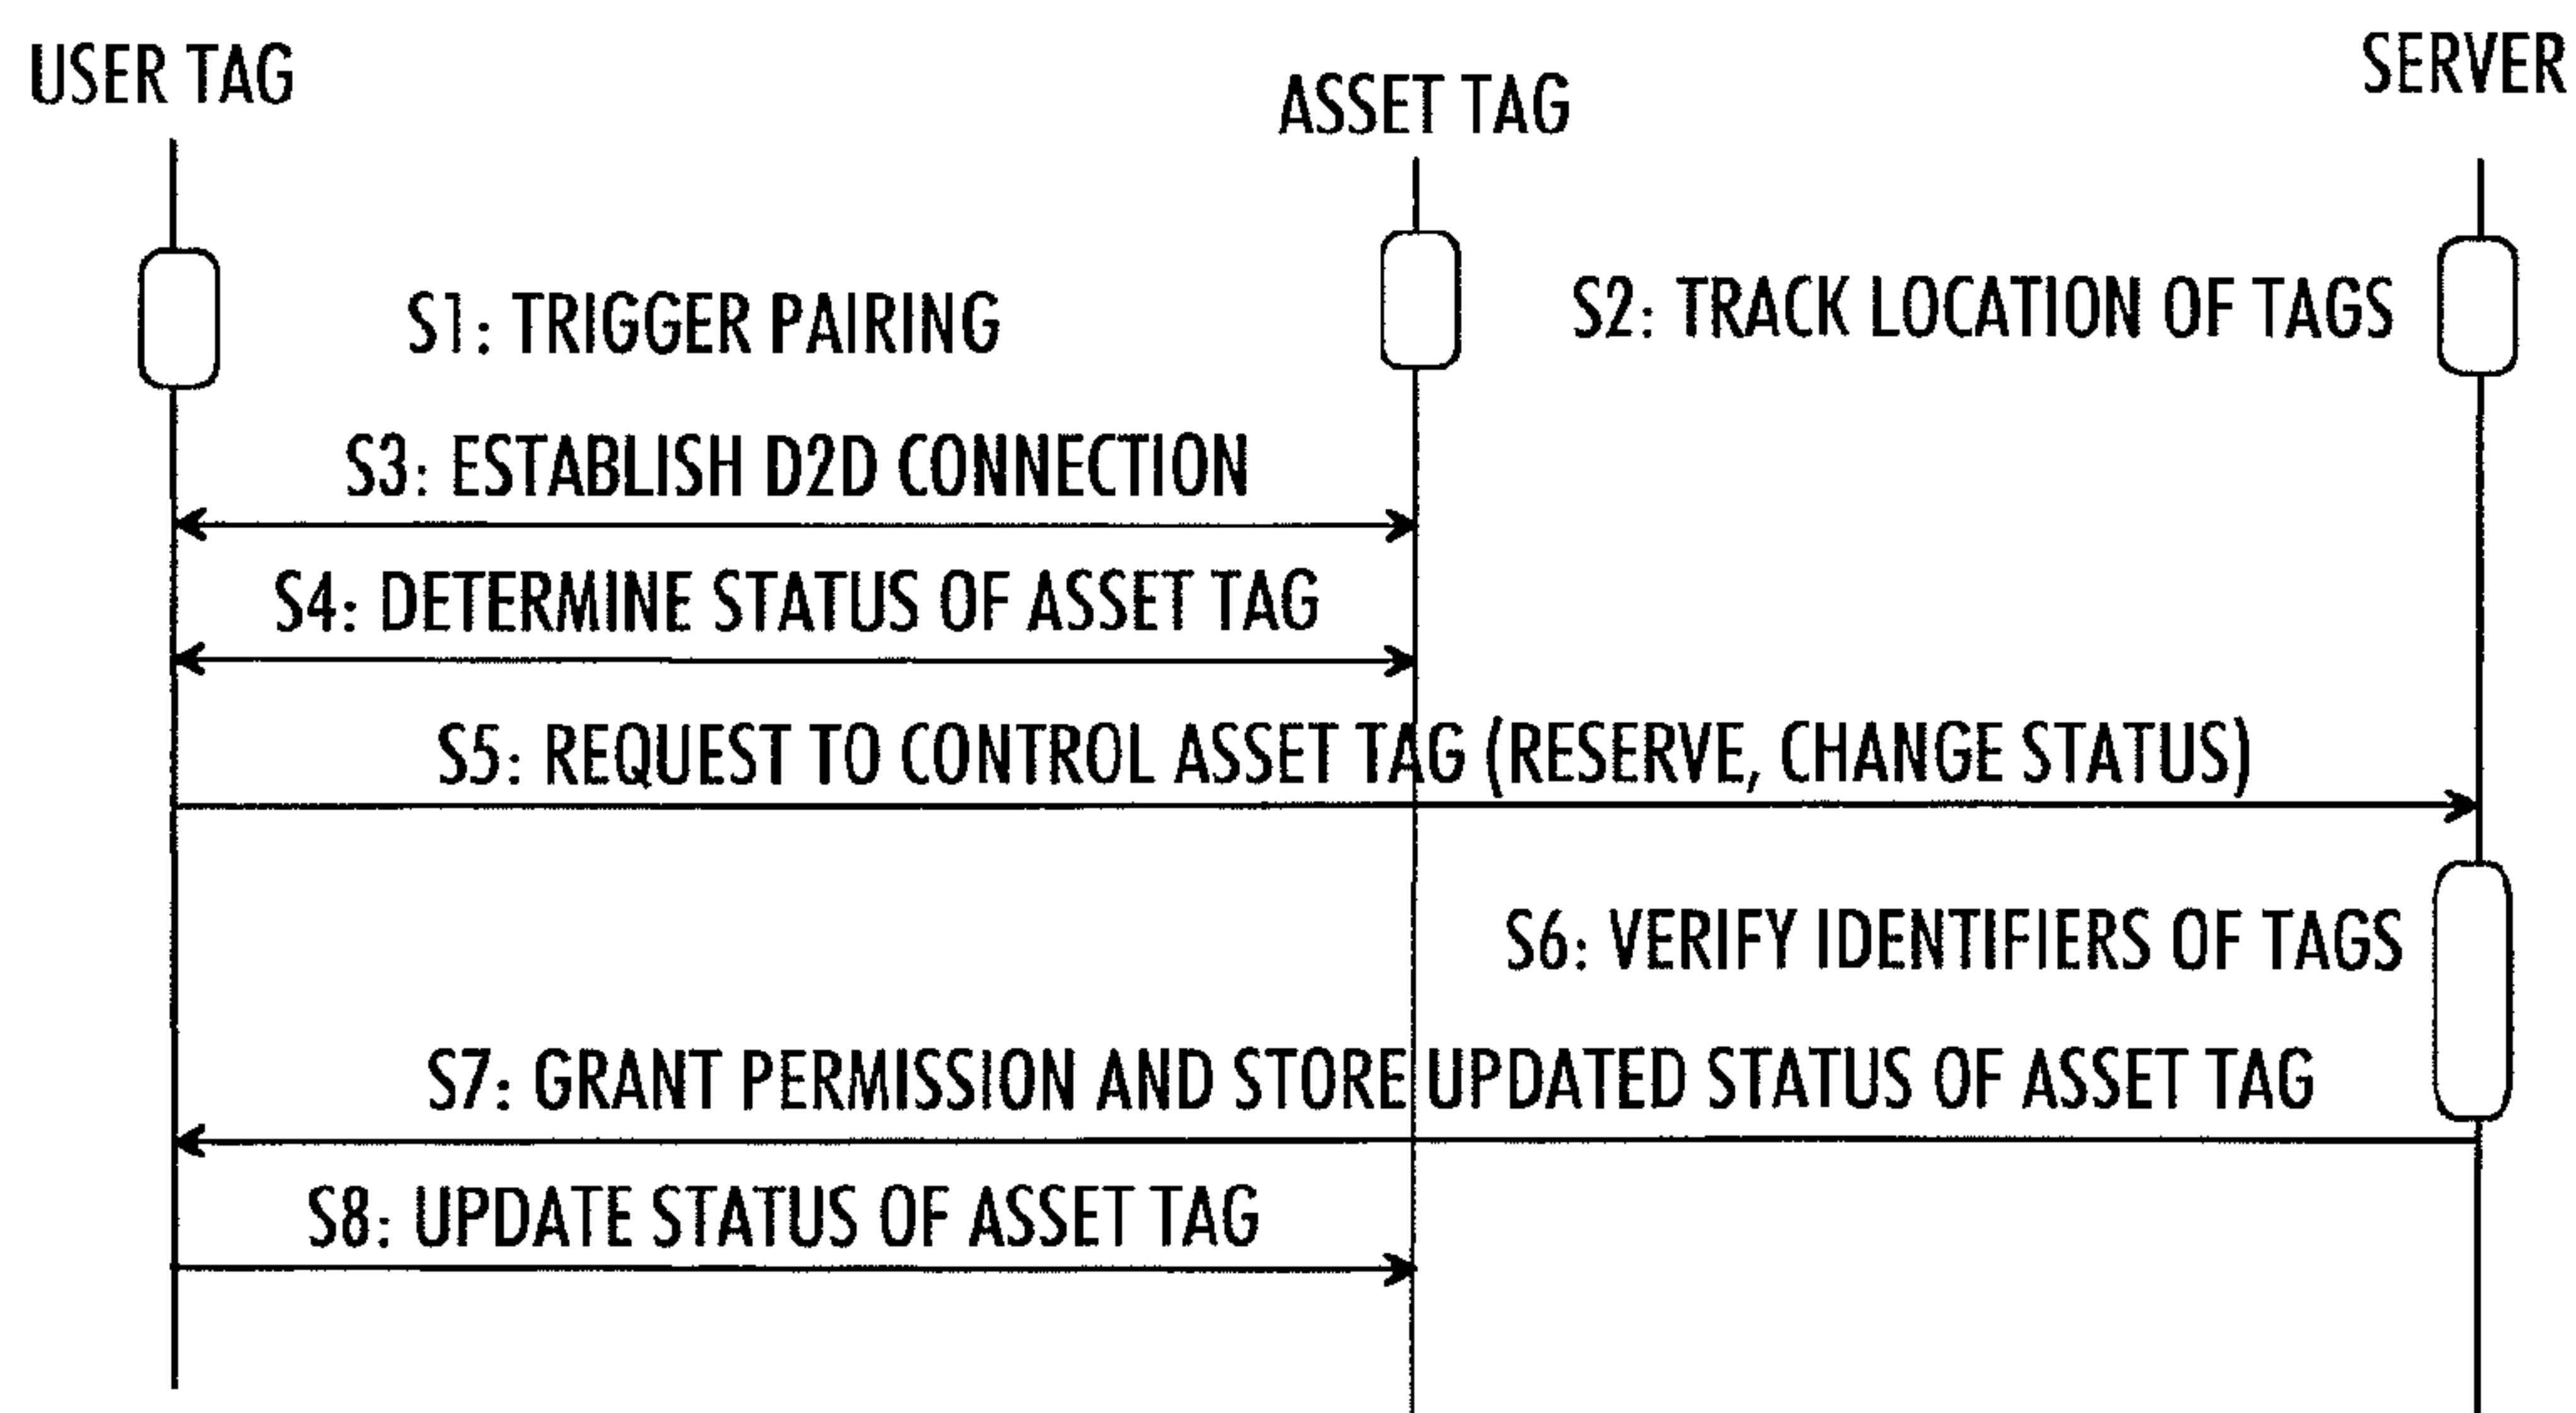 USER TAG
ASSET TAG
SERVER
S1: TRIGGER PAIRING
S2: TRACK LOCATION OF TAGS
S3: ESTABLISH D2D CONNECTION
S4: DETERMINE STATUS OF ASSET TAG
S5: REQUEST TO CONTROL ASSET TAG (RESERVE, CHANGE STATUS)
S6: VERIFY IDENTIFIERS OF TAGS
S7: GRANT PERMISSION AND STORE UPDATED STATUS OF ASSET TAG
S8: UPDATE STATUS OF ASSET TAG